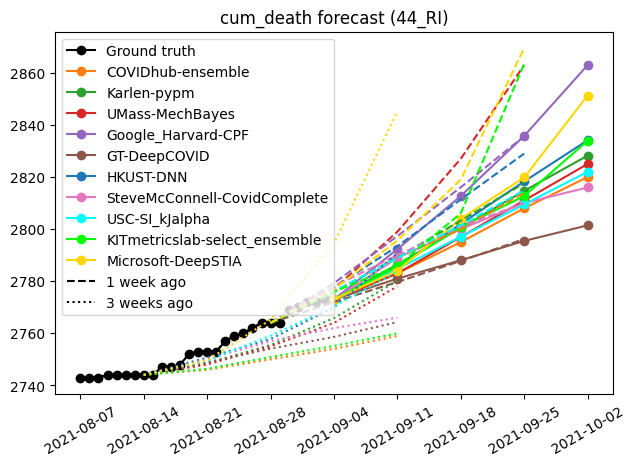 cum_death forecast (44_RI)
Ground truth
COVIDhub-ensemble
Karlen-pypm
UMass-MechBayes
Google_Harvard-CPF
GT-DeepCOVID
HKUST-DNN
SteveMcConnell-CovidComplete
USC-SI_kJalpha
KITmetricslab-select_ensemble
Microsoft-DeepSTIA
1 week ago
3 weeks ago
2860
2840
2820
2800
2780
2760
2740
2021-08-07
2021-08-14
2021-08-21
2021-08-28
2021-09-04
2021-09-11
2021-09-18
2021-09-25
2021-10-02